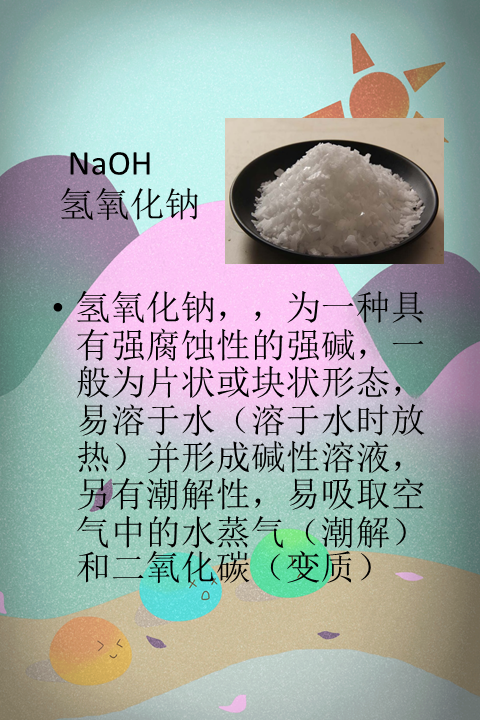 NaOH
氢氧化钠
• 氢氧化钠，，为一种具
有强腐蚀性的强碱，一
般为片状或块状形态，
易溶于水（溶于水时放
热）并形成碱性溶液，
另有潮解性，易吸取空
气中的水蒸气（潮解）
和二氧化碳（变质）